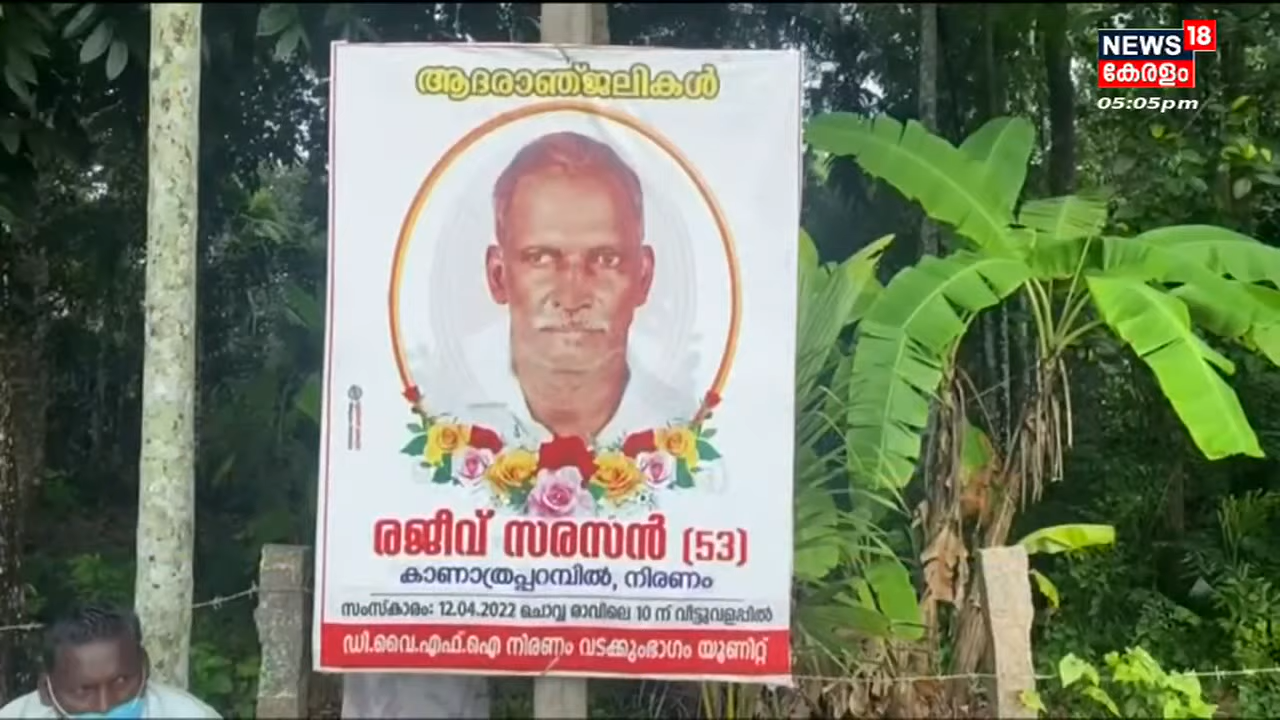 NEWS 18
കേരളം
05:05pm
ആദരാഞ്ജലികൾ
രജീവ് സരസൻ (53)
കാണാത്രപ്പറമ്പിൽ, നിരണം
സംസ്കാരം: 12.04.2022 ചൊവ്വ രാവിലെ 10 ന് വീട്ടുവളപ്പിൽ
ഡി.വൈ.എഫ്.ഐ നിരണം വടക്കുംഭാഗം യൂണിറ്റ്